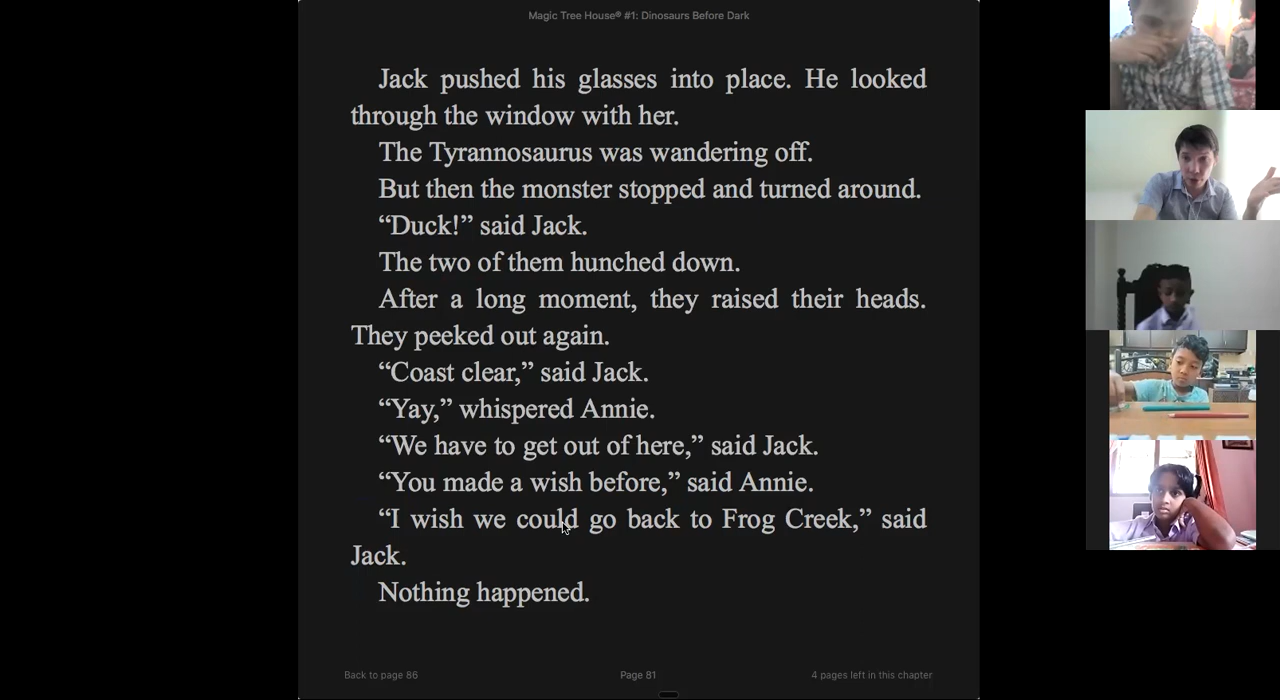 Magic Tree House® #1: Dinosaurs Before Dark
Jack pushed his glasses into place. He looked
through the window with her.
The Tyrannosaurus was wandering off.
But then the monster stopped and turned around.
“Duck!” said Jack.
The two of them hunched down.
After a long moment, they raised their heads.
They peeked out again.
“Coast clear,” said Jack.
“Yay,” whispered Annie.
“We have to get out of here,” said Jack.
“You made a wish before,” said Annie.
“I wish we could go back to Frog Creek,” said
Jack.
Nothing happened.
Back to page 86
Page 81
4 pages left in this chapter